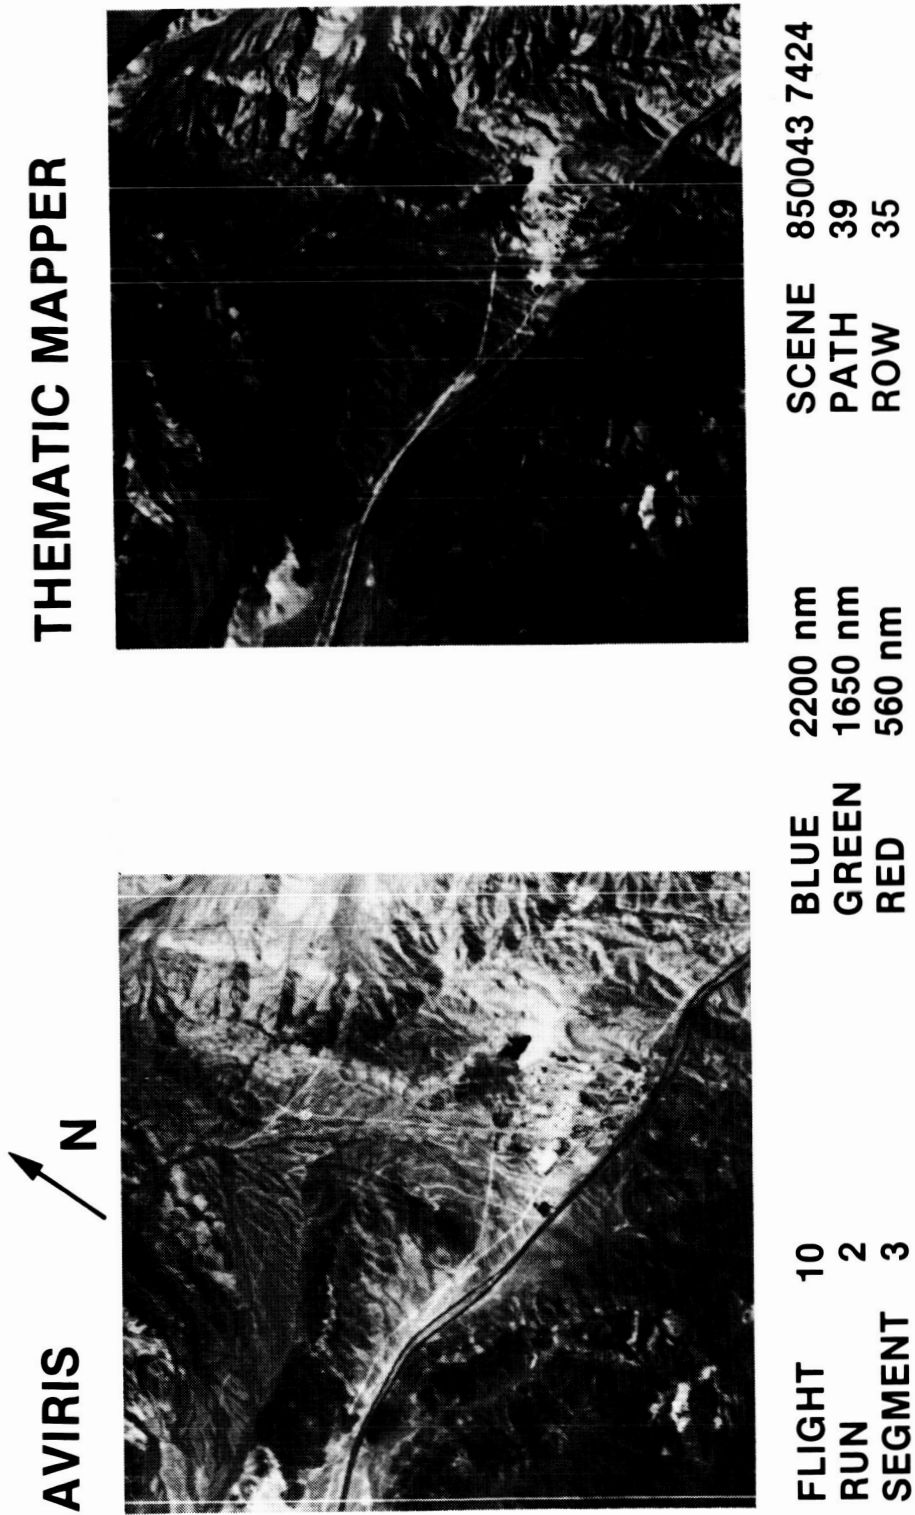 AVIRIS
N
THEMATIC MAPPER
FLIGHT 10
RUN 2
SEGMENT 3
BLUE 2200 nm
GREEN 1650 nm
RED 560 nm
SCENE 850043 7424
PATH 39
ROW 35